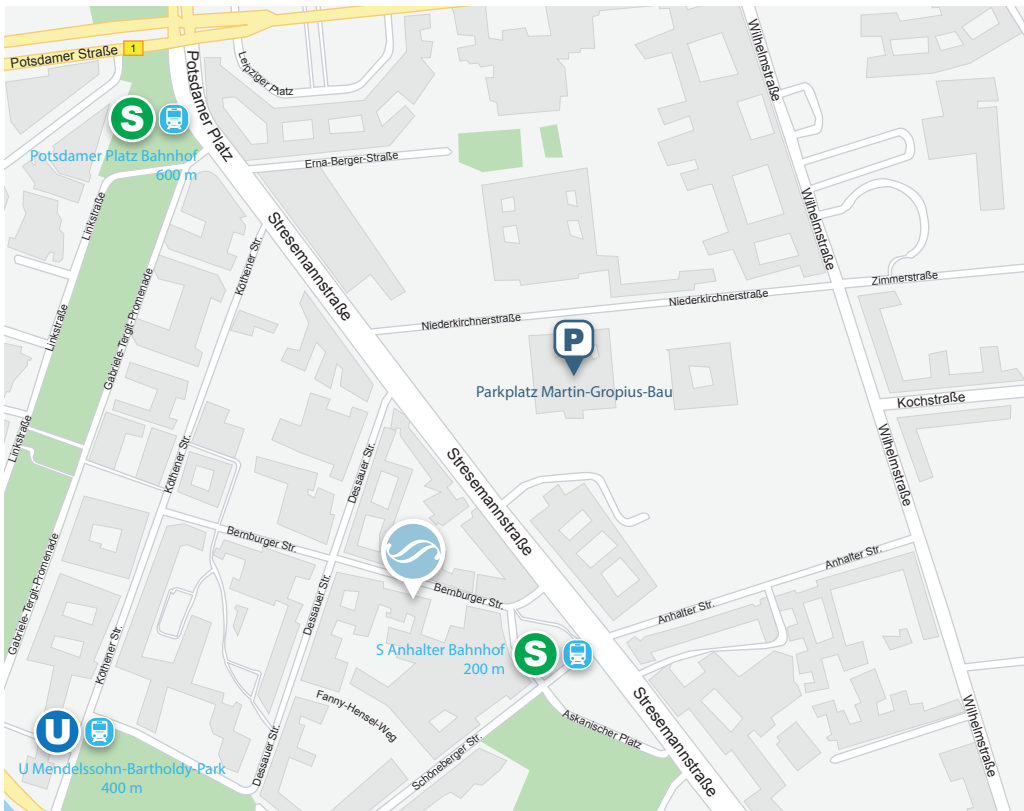 Potsdamer Straße
1
Potsdamer Platz
Leipziger Platz
Wilhelmstraße
S
Potsdamer Platz Bahnhof
600 m
Erna-Berger-Straße
Linkstraße
Stresemannstraße
Köthener Str.
Wilhelmstraße
Gabriele-Tergit-Promenade
Zimmerstraße
Niederkirchnerstraße
Niederkirchnerstraße
Linkstraße
P
Parkplatz Martin-Gropius-Bau
Kochstraße
Linkstraße
Köthener Str.
Dessauer Str.
Stresemannstraße
Wilhelmstraße
Bernburger Str.
Anhalter Str.
Gabriele-Tergit-Promenade
Dessauer Str.
Bernburger Str.
Anhalter Str.
S
S Anhalter Bahnhof
200 m
Köthener Str.
Fanny-Hensel-Weg
Stresemannstraße
Wilhelmstraße
Askanischer Platz
Dessauer Str.
Schöneberger Str.
U
U Mendelssohn-Bartholdy-Park
400 m